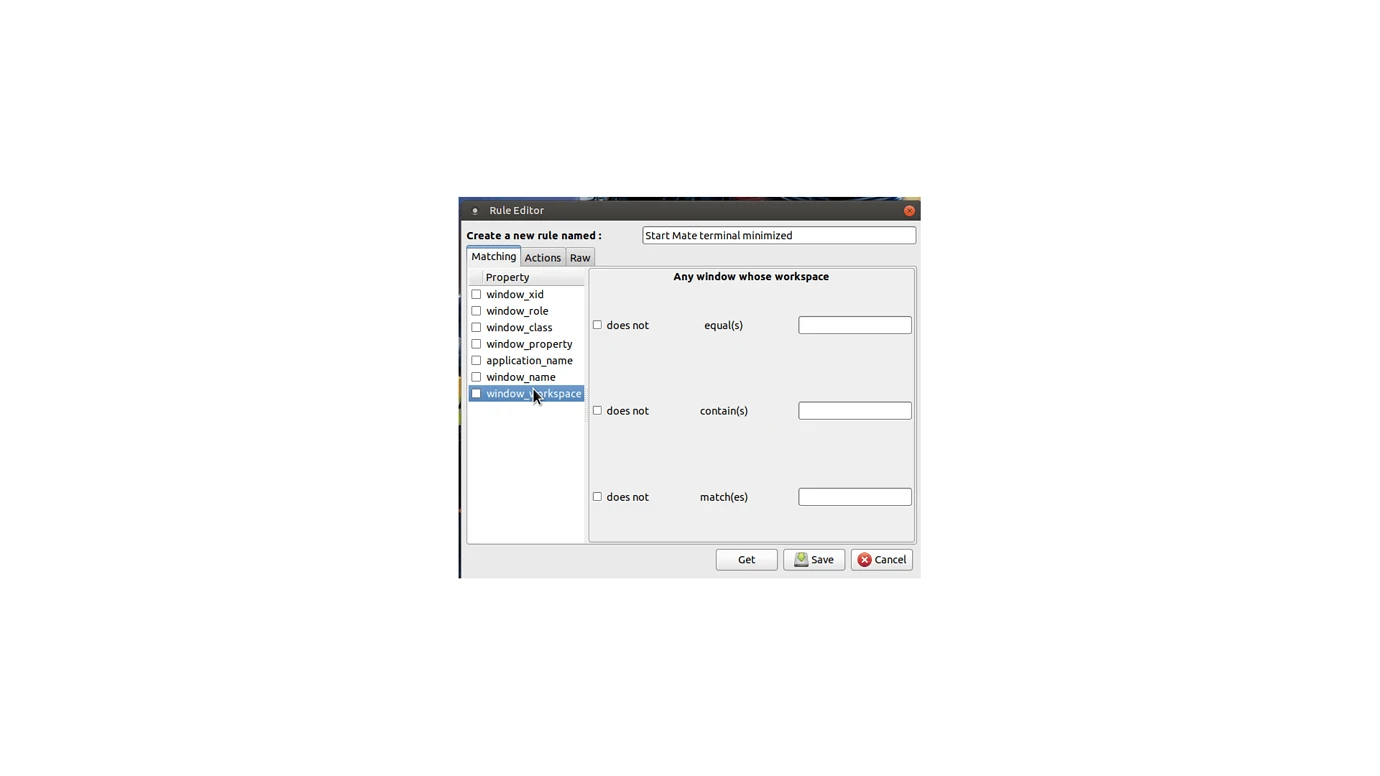 Rule Editor
Create a new rule named : Start Mate terminal minimized
Matching Actions Raw
Property
window_xid
window_role
window_class
window_property
application_name
window_name
window_workspace
Any window whose workspace
does not equal(s)
does not contain(s)
does not match(es)
Get Save Cancel